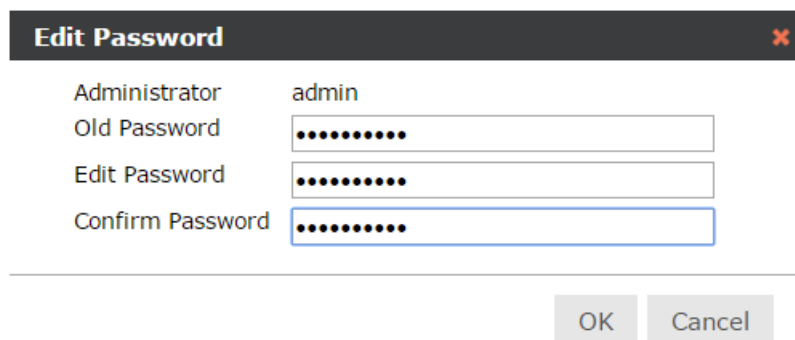 Edit Password
Administrator admin
Old Password ••••••••••
Edit Password ••••••••••
Confirm Password ••••••••••
OK Cancel